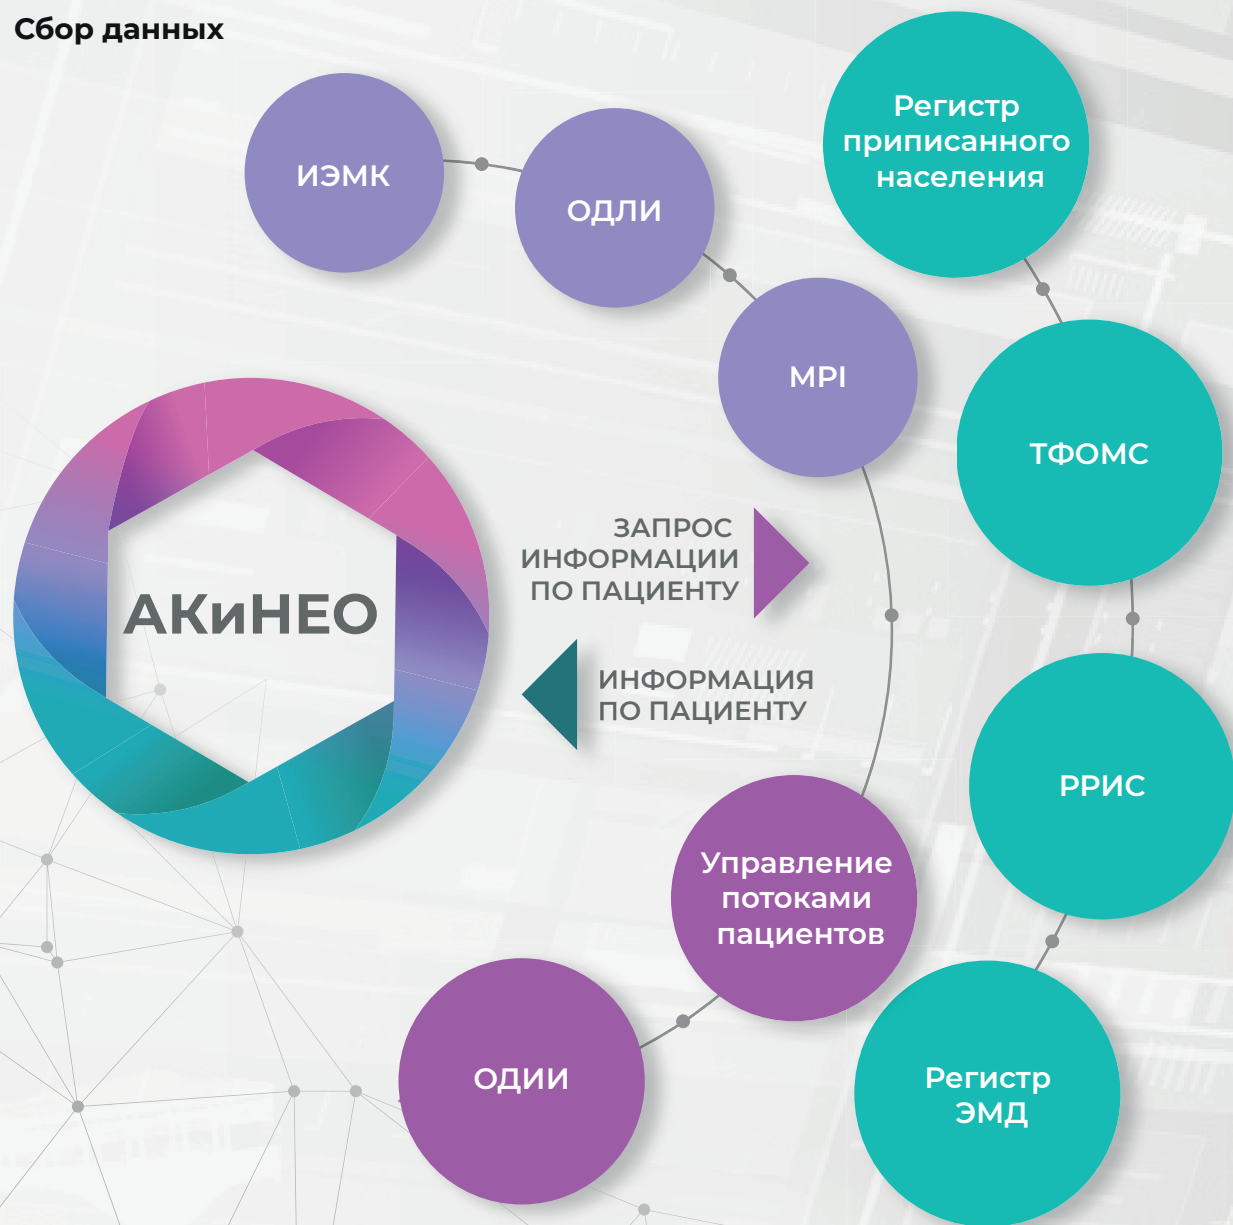 Сбор данных
ИЭМК
ОДЛИ
MPI
Регистр
приписанного
населения
ТФОМС
РРИС
Регистр
ЭМД
АКиНЕО
ЗАПРОС
ИНФОРМАЦИИ
ПО ПАЦИЕНТУ
ИНФОРМАЦИЯ
ПО ПАЦИЕНТУ
Управление
потоками
пациентов
ОДИИ